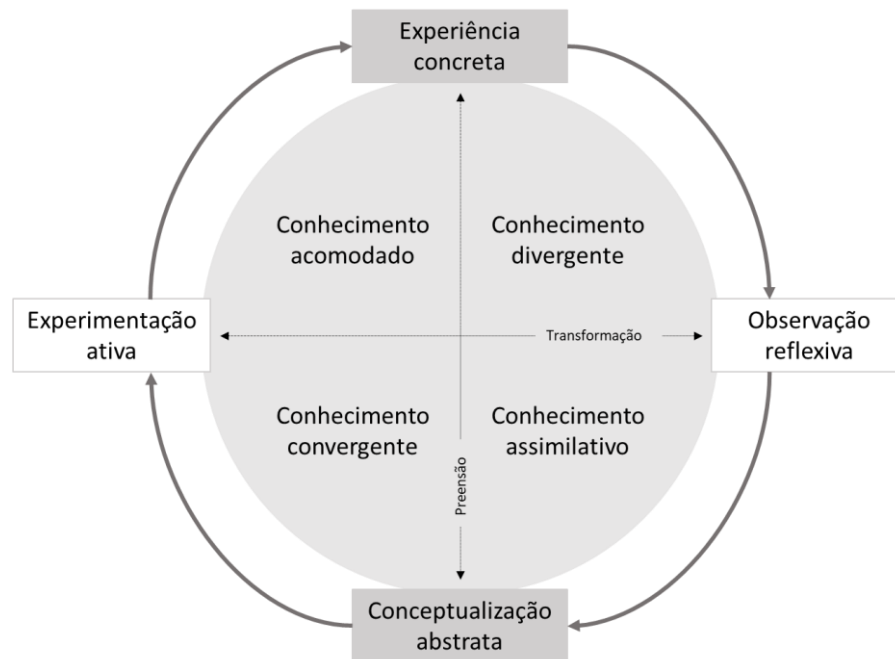 Experiência
concreta
Conhecimento
acomodado
Conhecimento
divergente
Experimentação
ativa
Transformação
Observação
reflexiva
Conhecimento
convergente
Conhecimento
assimilativo
Preensão
Conceptualização
abstrata